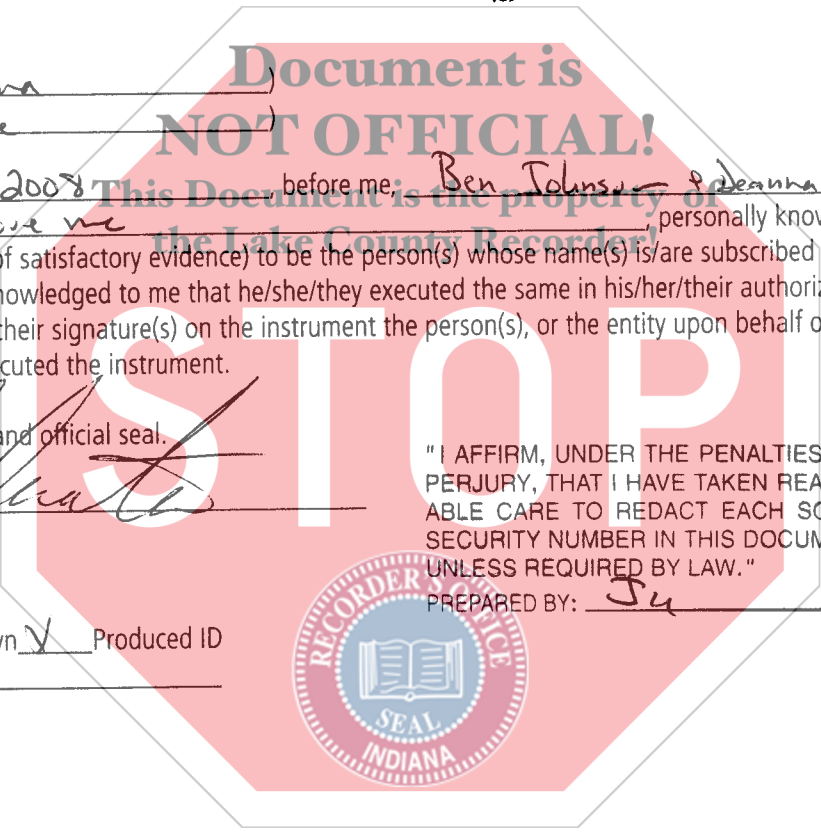 Document is
NOT OFFICIAL!
This Document is the property of
the Lake County Recorder!
2008, before me, Ben Johnson & Deanna
me, personally know
of satisfactory evidence) to be the person(s) whose name(s) is/are subscribed
nowledged to me that he/she/they executed the same in his/her/their authoriz
their signature(s) on the instrument the person(s), or the entity upon behalf o
cuted the instrument.
and official seal.
STOP
"I AFFIRM, UNDER THE PENALTIES
PERJURY, THAT I HAVE TAKEN REA
ABLE CARE TO REDACT EACH SO
SECURITY NUMBER IN THIS DOCUM
UNLESS REQUIRED BY LAW."
PREPARED BY:
wn Produced ID
RECORDER'S OFFICE
SEAL
INDIANA